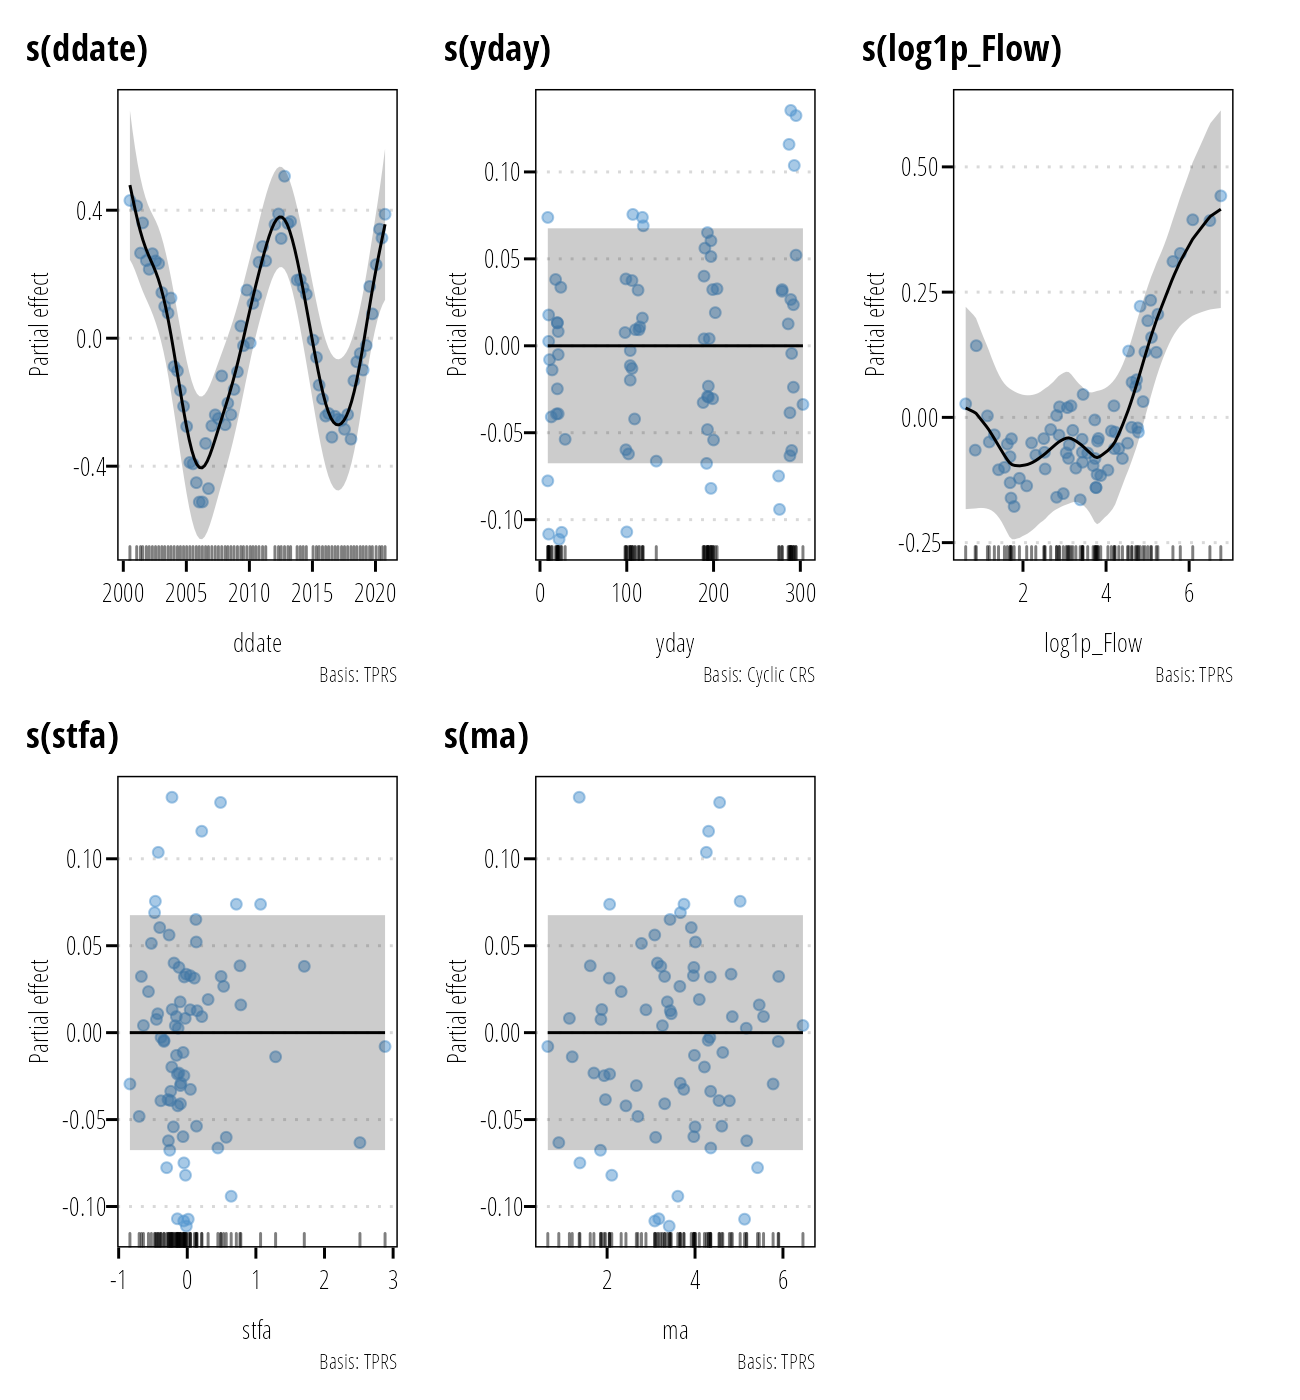 s(ddate)
Partial effect
0.4
0.0
-0.4
2000 2005 2010 2015 2020
ddate
Basis: TPRS
s(yday)
Partial effect
0.10
0.05
0.00
-0.05
-0.10
0 100 200 300
yday
Basis: Cyclic CRS
s(log1p_Flow)
Partial effect
0.50
0.25
0.00
-0.25
2 4 6
log1p_Flow
Basis: TPRS
s(stfa)
Partial effect
0.10
0.05
0.00
-0.05
-0.10
-1 0 1 2 3
stfa
Basis: TPRS
s(ma)
Partial effect
0.10
0.05
0.00
-0.05
-0.10
2 4 6
ma
Basis: TPRS